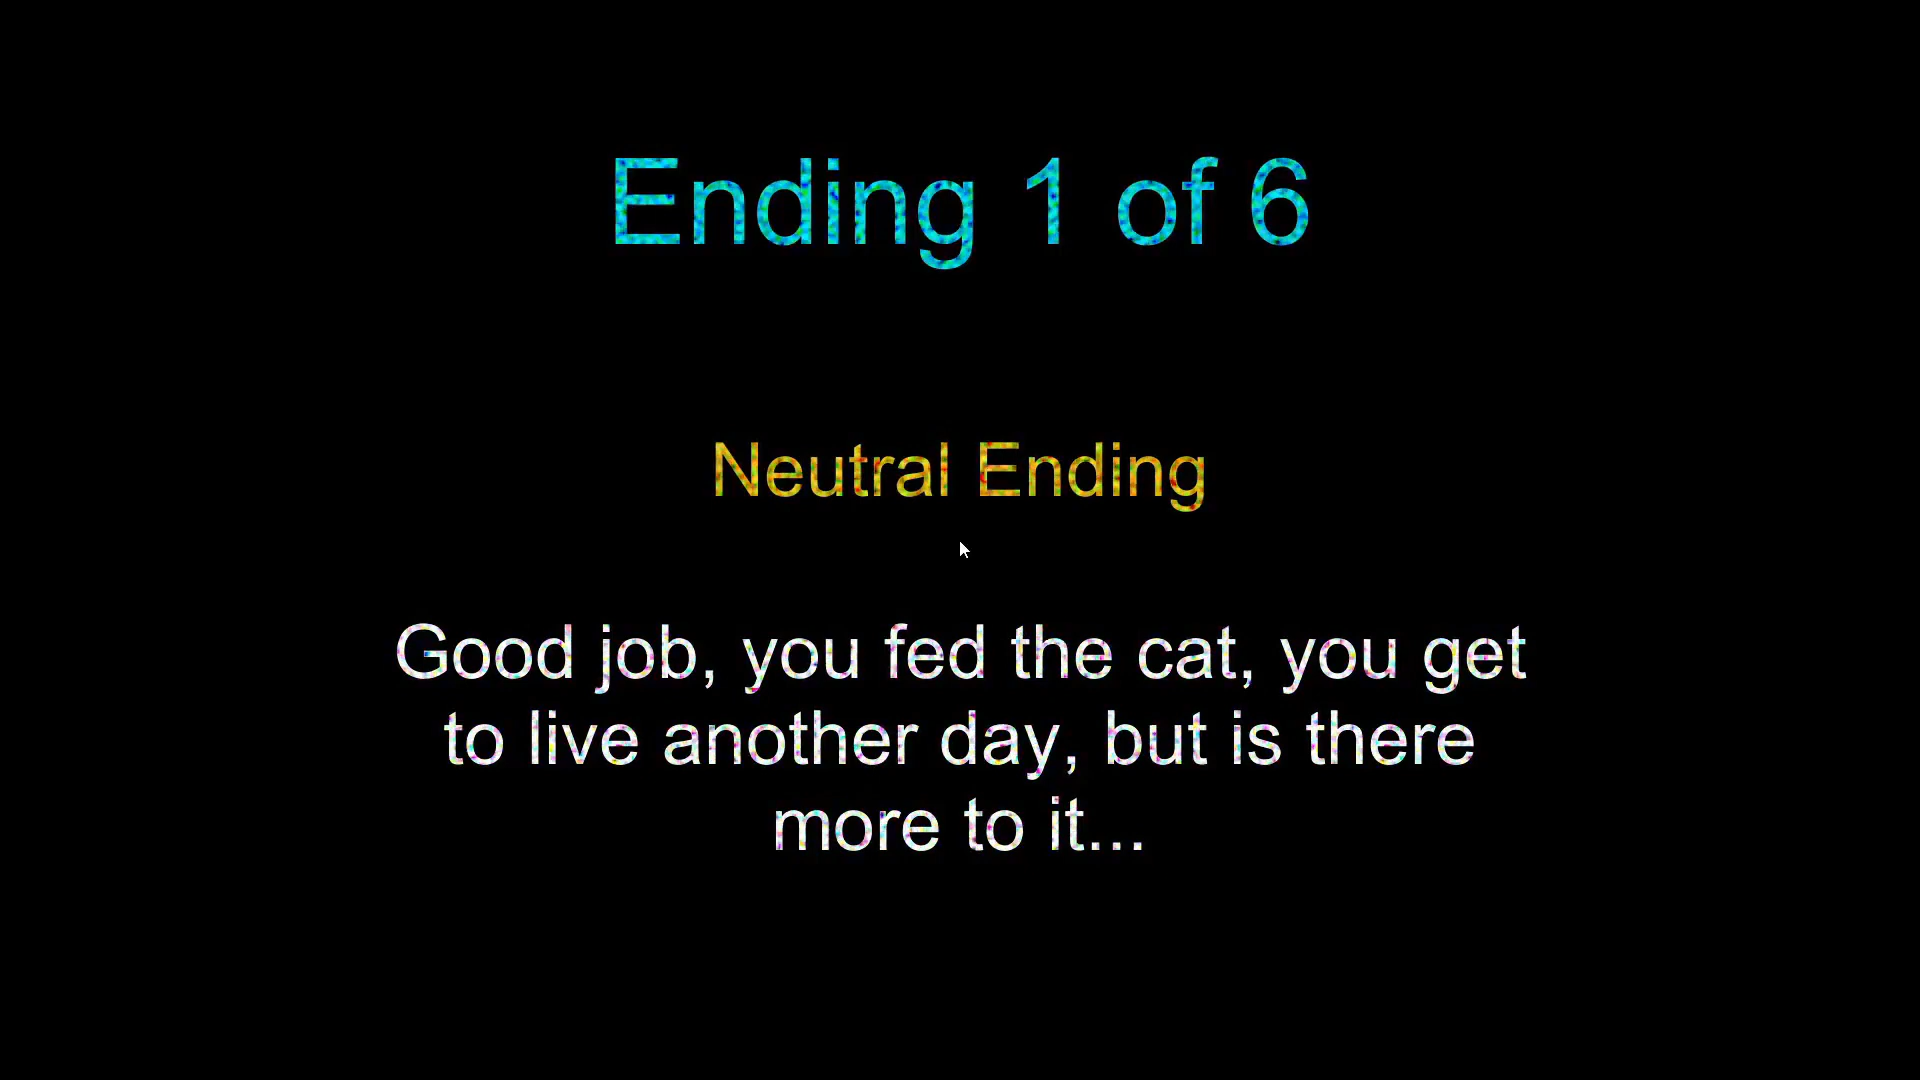 Ending 1 of 6
Neutral Ending
Good job, you fed the cat, you get
to live another day, but is there
more to it...